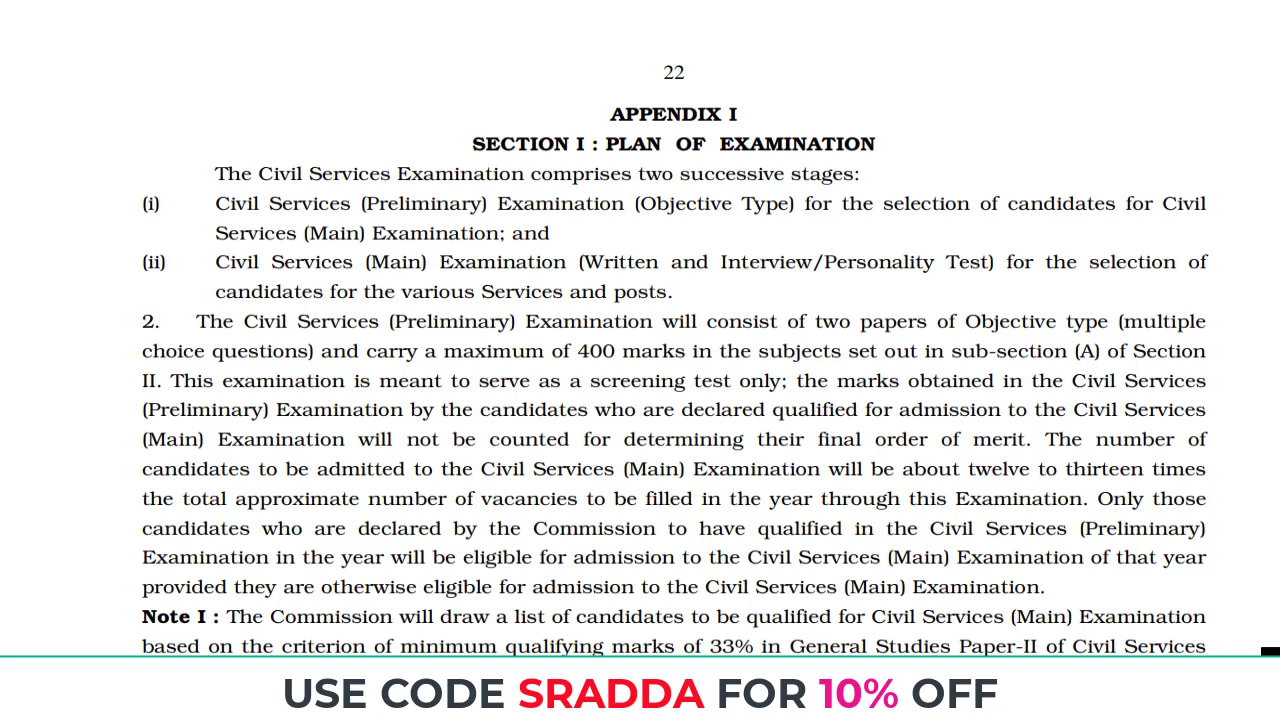 22
APPENDIX I
SECTION I : PLAN OF EXAMINATION
The Civil Services Examination comprises two successive stages:
(i) Civil Services (Preliminary) Examination (Objective Type) for the selection of candidates for Civil
Services (Main) Examination; and
(ii) Civil Services (Main) Examination (Written and Interview/Personality Test) for the selection of
candidates for the various Services and posts.
2. The Civil Services (Preliminary) Examination will consist of two papers of Objective type (multiple
choice questions) and carry a maximum of 400 marks in the subjects set out in sub-section (A) of Section
II. This examination is meant to serve as a screening test only; the marks obtained in the Civil Services
(Preliminary) Examination by the candidates who are declared qualified for admission to the Civil Services
(Main) Examination will not be counted for determining their final order of merit. The number of
candidates to be admitted to the Civil Services (Main) Examination will be about twelve to thirteen times
the total approximate number of vacancies to be filled in the year through this Examination. Only those
candidates who are declared by the Commission to have qualified in the Civil Services (Preliminary)
Examination in the year will be eligible for admission to the Civil Services (Main) Examination of that year
provided they are otherwise eligible for admission to the Civil Services (Main) Examination.
Note I : The Commission will draw a list of candidates to be qualified for Civil Services (Main) Examination
based on the criterion of minimum qualifying marks of 33% in General Studies Paper-II of Civil Services
USE CODE SRADDA FOR 10% OFF